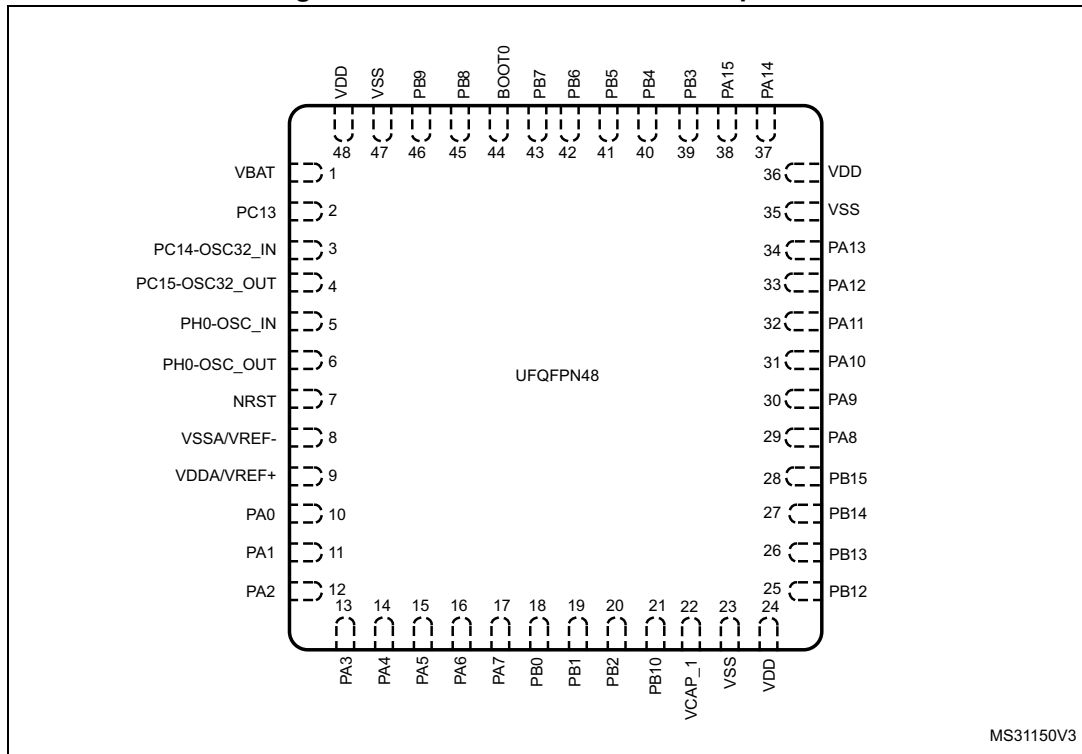 VDD VSS PB9 PB8 BOOT0 PB7 PB6 PB5 PB4 PB3 PA15 PA14
48 47 46 45 44 43 42 41 40 39 38 37
VBAT 1 36 VDD
PC13 2 35 VSS
PC14-OSC32_IN 3 34 PA13
PC15-OSC32_OUT 4 33 PA12
PH0-OSC_IN 5 32 PA11
PH0-OSC_OUT 6 31 PA10
UFQFPN48
NRST 7 30 PA9
VSSA/VREF- 8 29 PA8
VDDA/VREF+ 9 28 PB15
PA0 10 27 PB14
PA1 11 26 PB13
PA2 12 25 PB12
13 14 15 16 17 18 19 20 21 22 23 24
PA3 PA4 PA5 PA6 PA7 PB0 PB1 PB2 PB10 VCAP_1 VSS VDD
MS31150V3